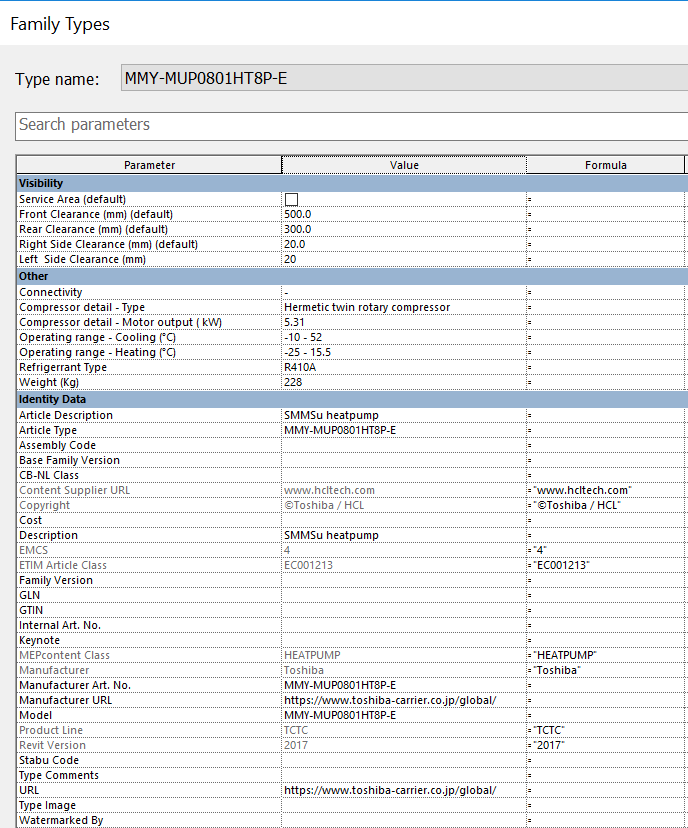 Family Types
Type name: MMY-MUP0801HT8P-E
Search parameters
Parameter Value Formula
Visibility
Service Area (default) =
Front Clearance (mm) (default) 500.0 =
Rear Clearance (mm) (default) 300.0 =
Right Side Clearance (mm) (default) 20.0 =
Left  Side Clearance (mm) 20 =
Other
Connectivity - =
Compressor detail - Type Hermetic twin rotary compressor =
Compressor detail - Motor output ( kW) 5.31 =
Operating range - Cooling (°C) -10 - 52 =
Operating range - Heating (°C) -25 - 15.5 =
Refrigerrant Type R410A =
Weight (Kg) 228 =
Identity Data
Article Description SMMSu heatpump =
Article Type MMY-MUP0801HT8P-E =
Assembly Code =
Base Family Version =
CB-NL Class =
Content Supplier URL www.hcltech.com ="www.hcltech.com"
Copyright ©Toshiba / HCL ="©Toshiba / HCL"
Cost =
Description SMMSu heatpump =
EMCS 4 ="4"
ETIM Article Class EC001213 ="EC001213"
Family Version =
GLN =
GTIN =
Internal Art. No. =
Keynote =
MEPcontent Class HEATPUMP ="HEATPUMP"
Manufacturer Toshiba ="Toshiba"
Manufacturer Art. No. MMY-MUP0801HT8P-E =
Manufacturer URL https://www.toshiba-carrier.co.jp/global/ =
Model MMY-MUP0801HT8P-E =
Product Line TCTC ="TCTC"
Revit Version 2017 ="2017"
Stabu Code =
Type Comments =
URL https://www.toshiba-carrier.co.jp/global/ =
Type Image =
Watermarked By =